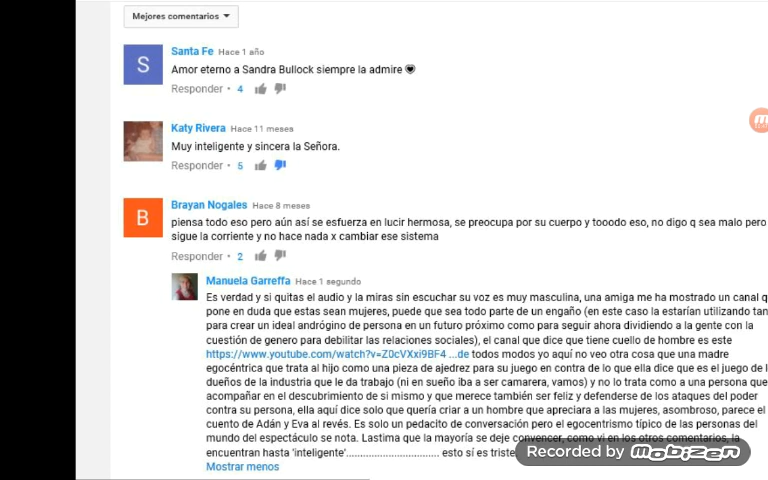 Mejores comentarios
S
Santa Fe Hace 1 año
Amor eterno a Sandra Bullock siempre la admire
Responder • 4
Katy Rivera Hace 11 meses
Muy inteligente y sincera la Señora.
Responder • 5
B
Brayan Nogales Hace 8 meses
piensa todo eso pero aún así se esfuerza en lucir hermosa, se preocupa por su cuerpo y tooodo eso, no digo q sea malo pero
sigue la corriente y no hace nada x cambiar ese sistema
Responder • 2
Manuela Garreffa Hace 1 segundo
Es verdad y si quitas el audio y la miras sin escuchar su voz es muy masculina, una amiga me ha mostrado un canal q
pone en duda que estas sean mujeres, puede que sea todo parte de un engaño (en este caso la estarían utilizando tan
para crear un ideal andrógino de persona en un futuro próximo como para seguir ahora dividiendo a la gente con la
cuestión de genero para debilitar las relaciones sociales), el canal que dice que tiene cuello de hombre es este
https://www.youtube.com/watch?v=Z0cVXxi9BF4 ...de todos modos yo aquí no veo otra cosa que una madre
egocéntrica que trata al hijo como una pieza de ajedrez para su juego en contra de lo que ella dice que es el juego de l
dueños de la industria que le da trabajo (ni en sueño iba a ser camarera, vamos) y no lo trata como a una persona que
acompañar en el descubrimiento de si mismo y que merece también ser feliz y defenderse de los ataques del poder
contra su persona, ella aquí dice solo que quería criar a un hombre que apreciara a las mujeres, asombroso, parece el
cuento de Adán y Eva al revés. Es solo un pedacito de conversación pero el egocentrismo típico de las personas del
mundo del espectáculo se nota. Lastima que la mayoría se deje convencer, como vi en los otros comentarios, la
encuentran hasta 'inteligente'................................ esto sí es triste
Mostrar menos
Recorded by mobizen